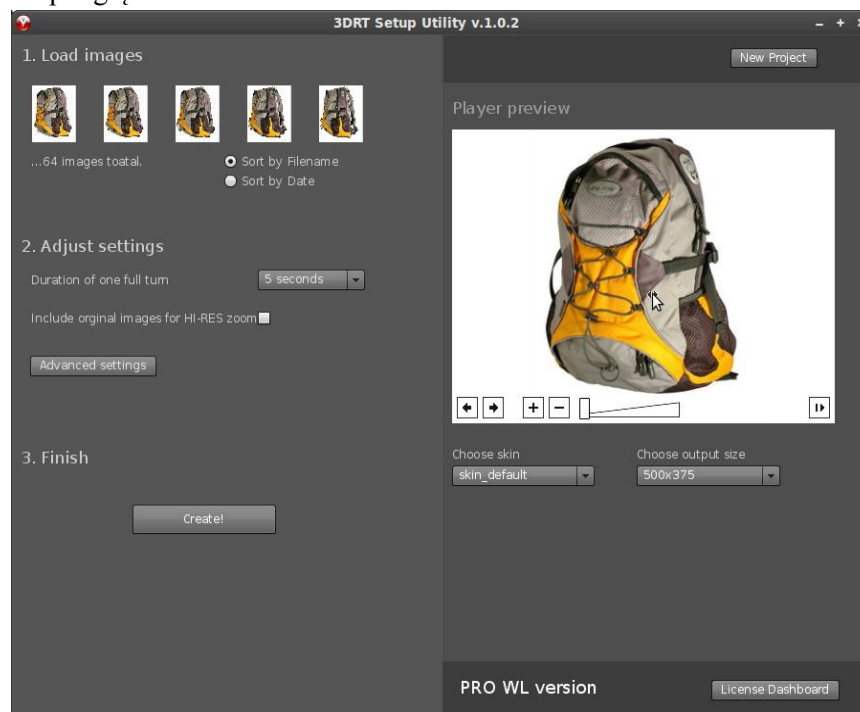 3DRT Setup Utility v.1.0.2
1. Load images
...64 images toatal.
Sort by Filename
Sort by Date
2. Adjust settings
Duration of one full turn
5 seconds
Include orginal images for HI-RES zoom
Advanced settings
3. Finish
Create!
New Project
Player preview
Choose skin
Choose output size
skin_default
500x375
PRO WL version
License Dashboard